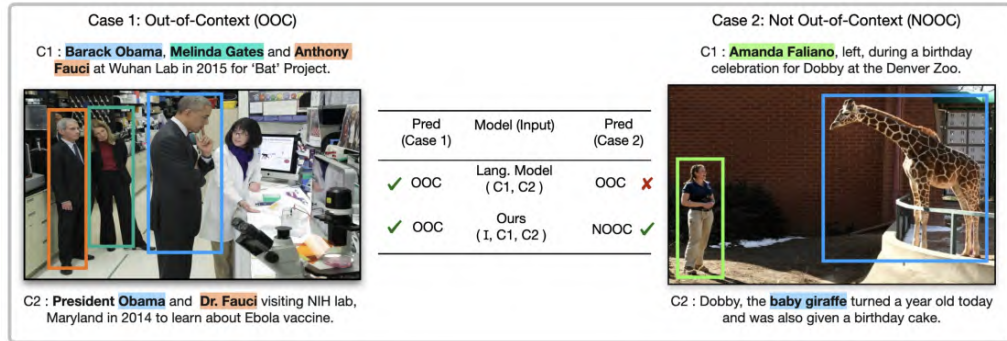 Case 1: Out-of-Context (OOC)
C1 : Barack Obama, Melinda Gates and Anthony
Fauci at Wuhan Lab in 2015 for ‘Bat’ Project.
C2 : President Obama and Dr. Fauci visiting NIH lab,
Maryland in 2014 to learn about Ebola vaccine.
Pred Model (Input) Pred
(Case 1) (Case 2)
✓ OOC Lang. Model OOC ✗
( C1, C2 )
✓ OOC Ours NOOC ✓
( I, C1, C2 )
Case 2: Not Out-of-Context (NOOC)
C1 : Amanda Faliano, left, during a birthday
celebration for Dobby at the Denver Zoo.
C2 : Dobby, the baby giraffe turned a year old today
and was also given a birthday cake.